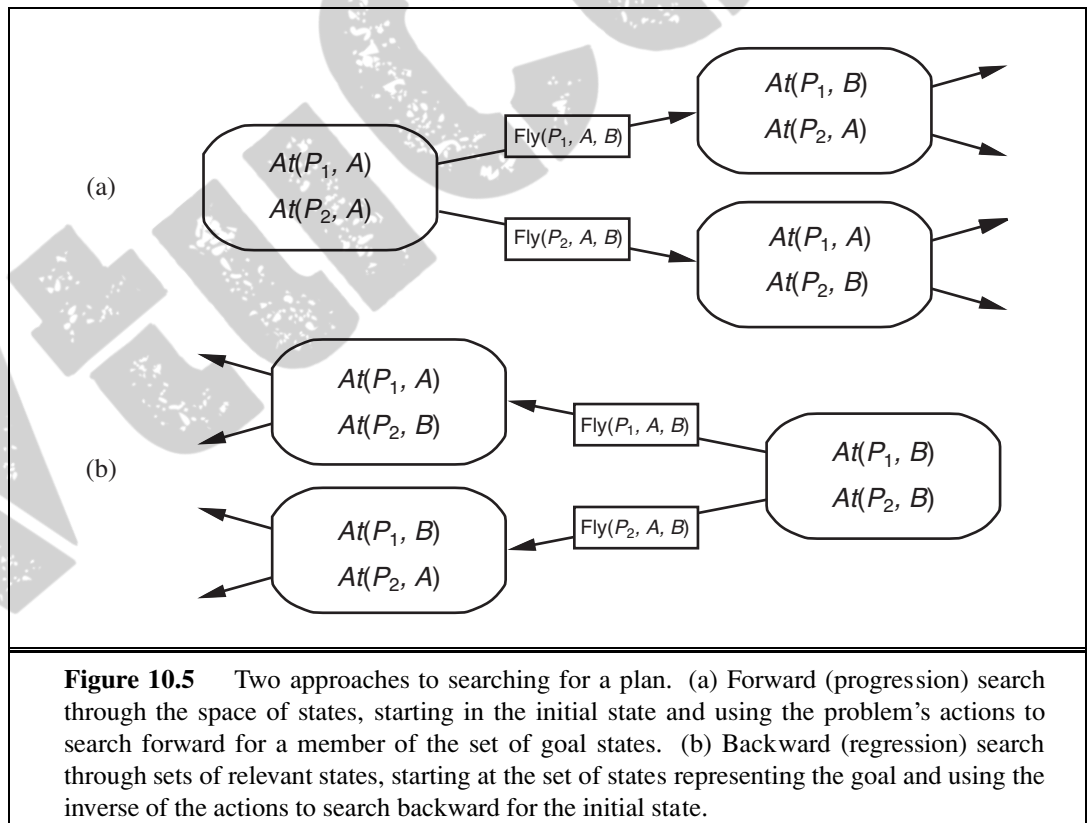 At(P₁, B)
At(P₂, A)
Fly(P₁, A, B)
At(P₁, A)
At(P₂, A)
(a)
Fly(P₂, A, B)
At(P₁, A)
At(P₂, B)
At(P₁, A)
At(P₂, B)
Fly(P₁, A, B)
At(P₁, B)
At(P₂, B)
(b)
At(P₁, B)
At(P₂, A)
Fly(P₂, A, B)
Figure 10.5 Two approaches to searching for a plan. (a) Forward (progression) search
through the space of states, starting in the initial state and using the problem's actions to
search forward for a member of the set of goal states. (b) Backward (regression) search
through sets of relevant states, starting at the set of states representing the goal and using the
inverse of the actions to search backward for the initial state.